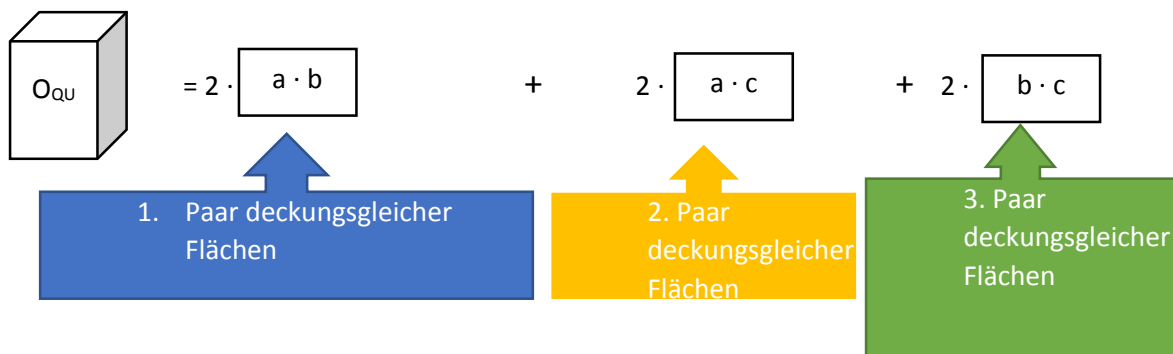 O_QU = 2 · a · b + 2 · a · c + 2 · b · c
1. Paar deckungsgleicher
Flächen
2. Paar
deckungsgleicher
Flächen
3. Paar
deckungsgleicher
Flächen